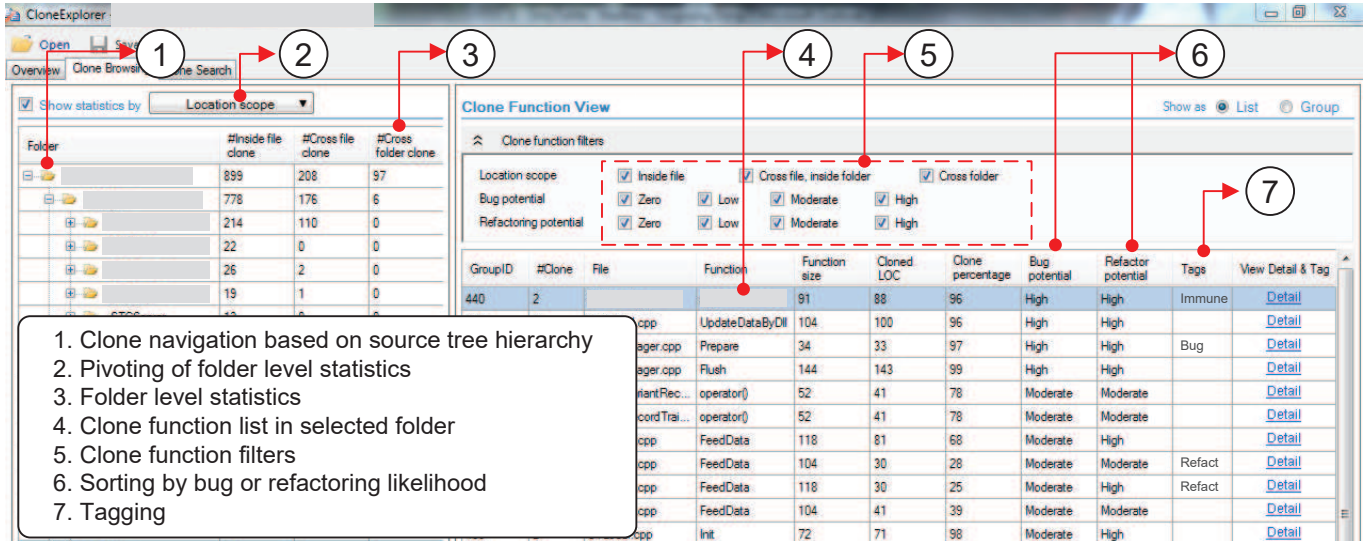 CloneExplorer -
Open Save
1 2 3 4 5 6
Overview Clone Browsing Clone Search
Show statistics by Location scope
Folder #Inside file clone #Cross file clone #Cross folder clone
899 208 97
778 176 6
214 110 0
22 0 0
26 2 0
19 1 0
1. Clone navigation based on source tree hierarchy
2. Pivoting of folder level statistics
3. Folder level statistics
4. Clone function list in selected folder
5. Clone function filters
6. Sorting by bug or refactoring likelihood
7. Tagging
Clone Function View Show as List Group
Clone function filters
Location scope Inside file Cross file, inside folder Cross folder
Bug potential Zero Low Moderate High
Refactoring potential Zero Low Moderate High
7
GroupID #Clone File Function Function size Cloned LOC Clone percentage Bug potential Refactor potential Tags View Detail & Tag
440 2 91 88 96 High High Immune Detail
.cpp UpdateDataByDll 104 100 96 High High Detail
ager.cpp Prepare 34 33 97 High High Bug Detail
ager.cpp Flush 144 143 99 High High Detail
riantRec... operator() 52 41 78 Moderate Moderate Detail
cordTrai... operator() 52 41 78 Moderate Moderate Detail
.cpp FeedData 118 81 68 Moderate High Detail
.cpp FeedData 104 30 28 Moderate Moderate Refact Detail
.cpp FeedData 118 30 25 Moderate High Refact Detail
.cpp FeedData 104 41 39 Moderate Moderate Detail
.cpp Init 72 71 98 Moderate High Detail